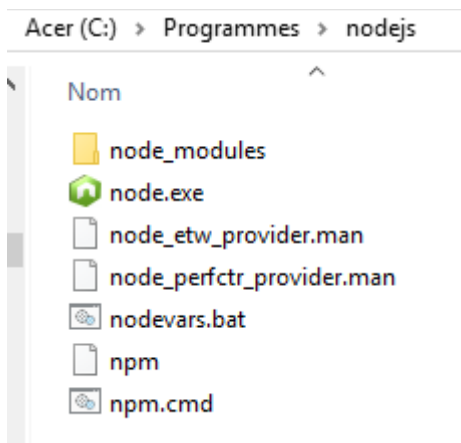 Acer (C:) > Programmes > nodejs
Nom
node_modules
node.exe
node_etw_provider.man
node_perfctr_provider.man
nodevars.bat
npm
npm.cmd